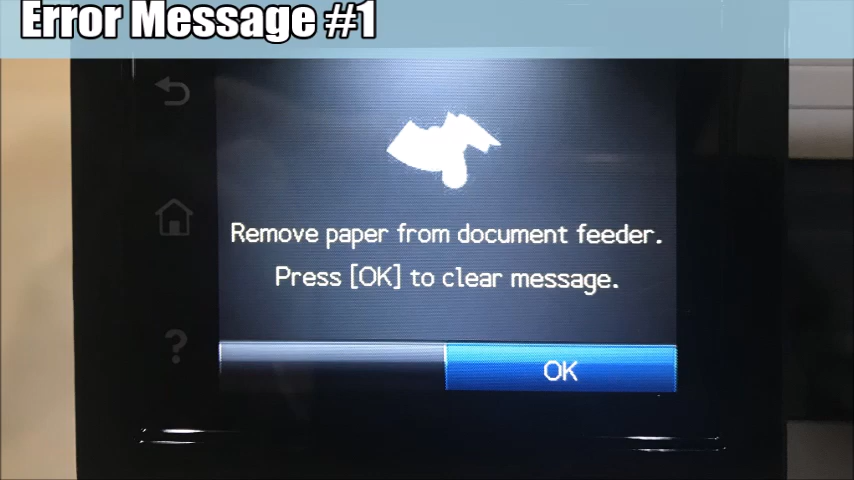 Error Message #1
Remove paper from document feeder.
Press [OK] to clear message.
?
OK